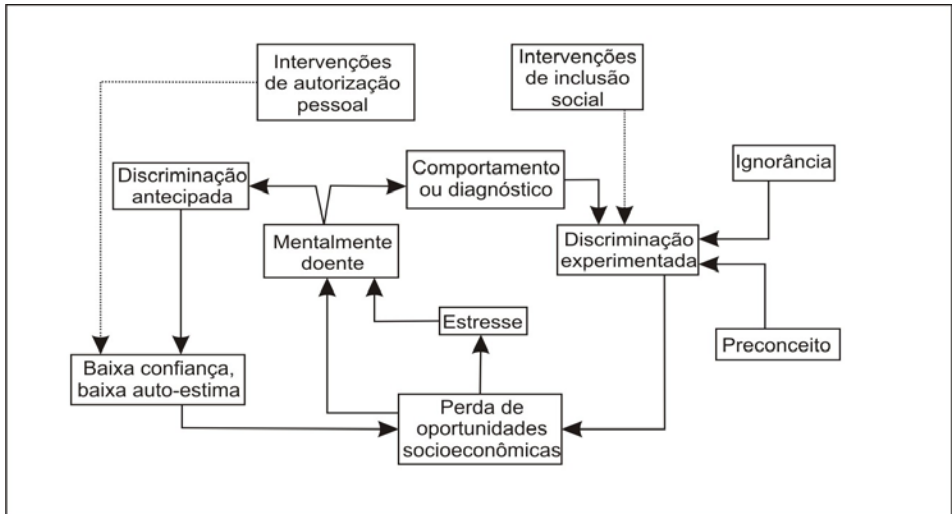 Intervenções
de autorização
pessoal
Intervenções
de inclusão
social
Discriminação
antecipada
Comportamento
ou diagnóstico
Ignorância
Mentalmente
doente
Discriminação
experimentada
Estresse
Preconceito
Baixa confiança,
baixa auto-estima
Perda de
oportunidades
socioeconômicas